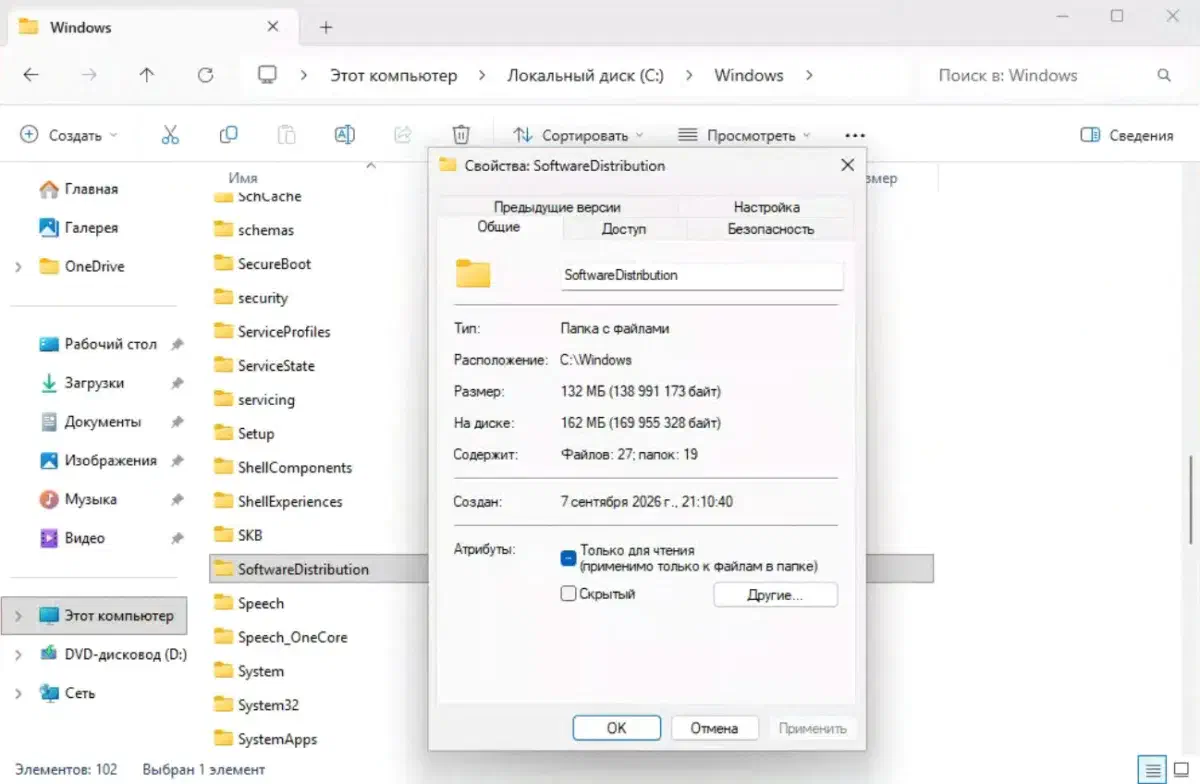 Windows
Этот компьютер
Локальный диск (C:)
Windows
Поиск в: Windows
Создать
Сортировать
Просмотреть
Сведения
Главная
Галерея
OneDrive
Рабочий стол
Загрузки
Документы
Изображения
Музыка
Видео
Этот компьютер
DVD-дисковод (D:)
Сеть
Имя
SchCache
schemas
SecureBoot
security
ServiceProfiles
ServiceState
servicing
Setup
ShellComponents
ShellExperiences
SKB
SoftwareDistribution
Speech
Speech_OneCore
System
System32
SystemApps
Свойства: SoftwareDistribution
Предыдущие версии
Настройка
Общие
Доступ
Безопасность
SoftwareDistribution
Тип: Папка с файлами
Расположение: C:\Windows
Размер: 132 МБ (138 991 173 байт)
На диске: 162 МБ (169 955 328 байт)
Содержит: Файлов: 27; папок: 19
Создан: 7 сентября 2026 г., 21:10:40
Атрибуты: Только для чтения
(применимо только к файлам в папке)
Скрытый
Другие...
OK
Отмена
Применить
Элементов: 102
Выбран 1 элемент